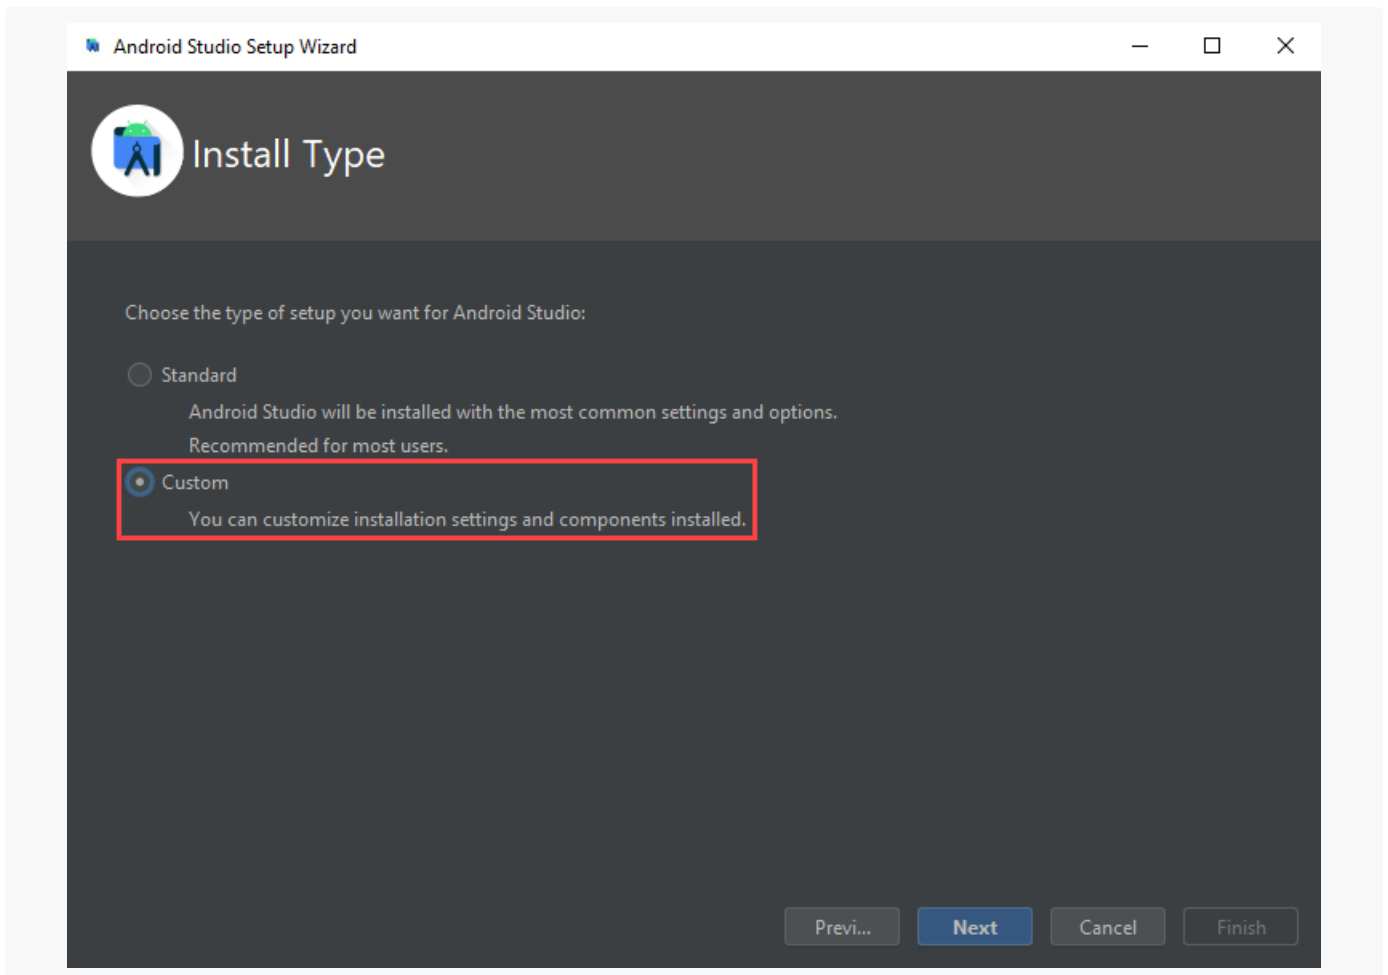 Android Studio Setup Wizard
Install Type
Choose the type of setup you want for Android Studio:
Standard
Android Studio will be installed with the most common settings and options.
Recommended for most users.
Custom
You can customize installation settings and components installed.
Previ... Next Cancel Finish